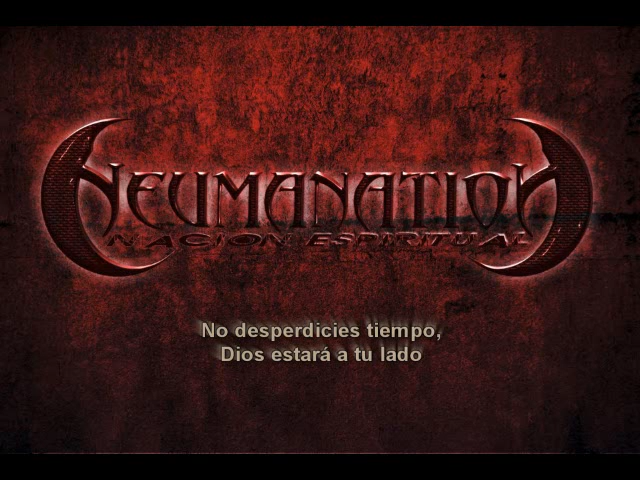 NEUMANATION
NACION ESPIRITUAL
No desperdicies tiempo,
Dios estará a tu lado